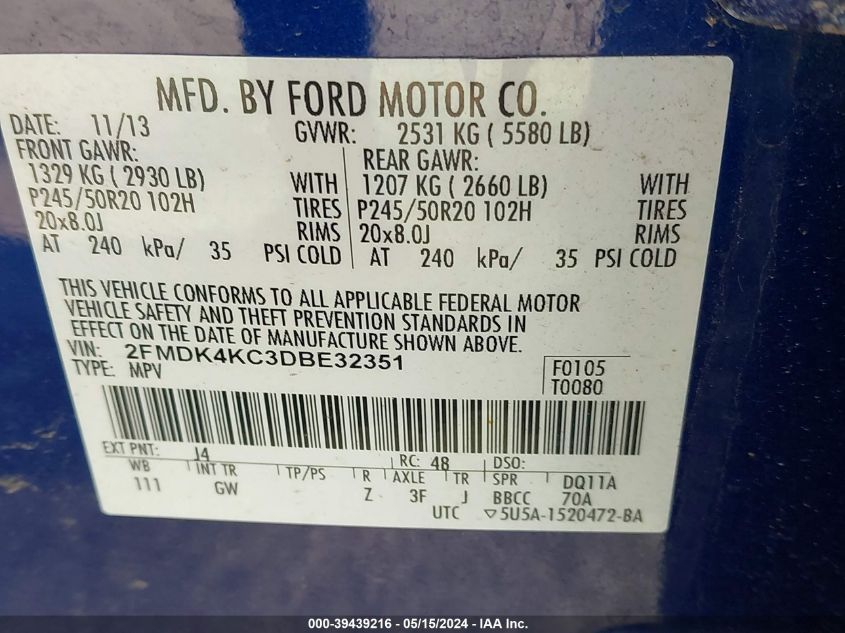 MFD. BY FORD MOTOR CO.
DATE: 11/13 GVWR: 2531 KG ( 5580 LB)
FRONT GAWR: REAR GAWR:
1329 KG ( 2930 LB) WITH 1207 KG ( 2660 LB) WITH
P245/50R20 102H TIRES P245/50R20 102H TIRES
20x8.0J RIMS 20x8.0J RIMS
AT 240 kPa/ 35 PSI COLD AT 240 kPa/ 35 PSI COLD
THIS VEHICLE CONFORMS TO ALL APPLICABLE FEDERAL MOTOR
VEHICLE SAFETY AND THEFT PREVENTION STANDARDS IN
EFFECT ON THE DATE OF MANUFACTURE SHOWN ABOVE.
VIN: 2FMDK4KC3DBE32351 F0105
TYPE: MPV T0080
EXT PNT: J4 RC: 48 DSO:
WB INT TR TP/PS R AXLE TR SPR DQ11A
111 GW Z 3F J BBCC 70A
UTC ▽5U5A-1520472-BA
000-39439216 - 05/15/2024 - IAA Inc.